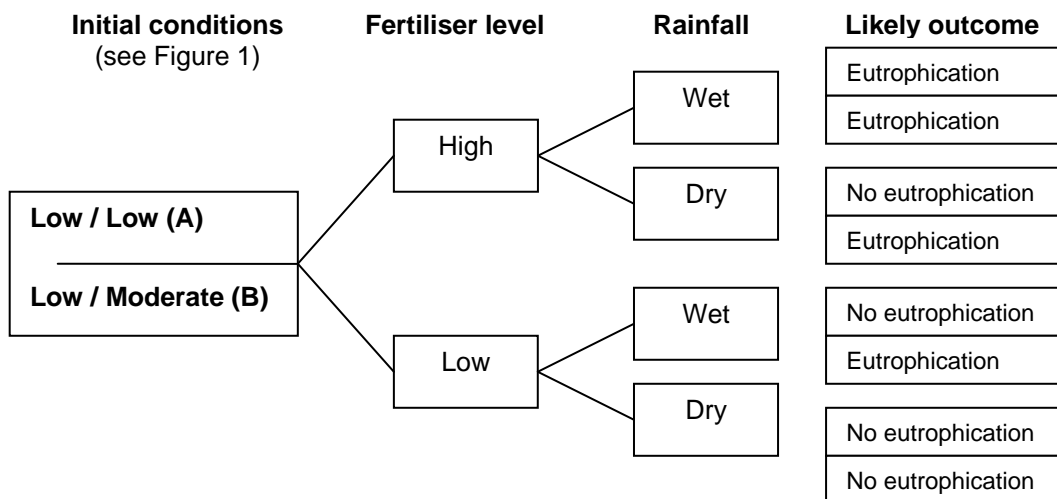 Initial conditions
(see Figure 1)
Fertiliser level
Rainfall
Likely outcome
Low / Low (A)
Low / Moderate (B)
High
Low
Wet
Dry
Wet
Dry
Eutrophication
Eutrophication
No eutrophication
Eutrophication
No eutrophication
Eutrophication
No eutrophication
No eutrophication